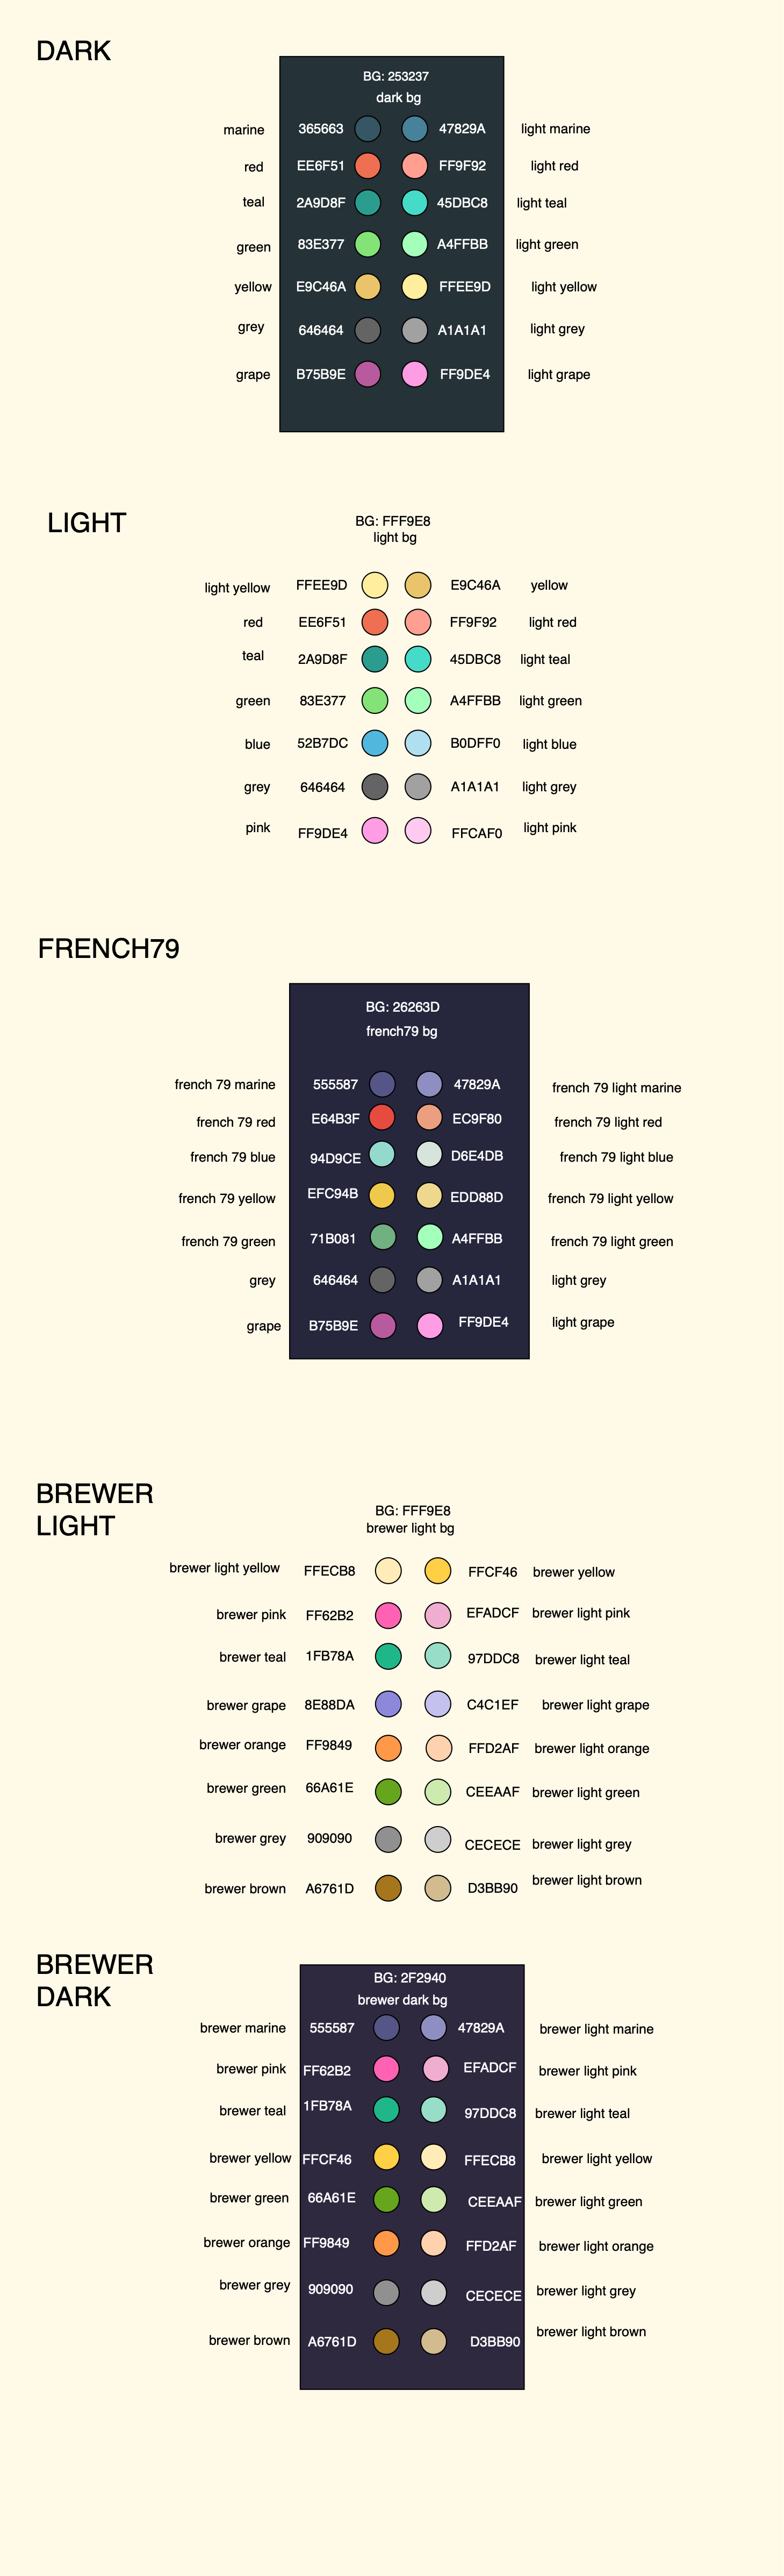 DARK
BG: 253237
dark bg
marine 365663 47829A light marine
red EE6F51 FF9F92 light red
teal 2A9D8F 45DBC8 light teal
green 83E377 A4FFBB light green
yellow E9C46A FFEE9D light yellow
grey 646464 A1A1A1 light grey
grape B75B9E FF9DE4 light grape
LIGHT
BG: FFF9E8
light bg
light yellow FFEE9D E9C46A yellow
red EE6F51 FF9F92 light red
teal 2A9D8F 45DBC8 light teal
green 83E377 A4FFBB light green
blue 52B7DC B0DFF0 light blue
grey 646464 A1A1A1 light grey
pink FF9DE4 FFCAF0 light pink
FRENCH79
BG: 26263D
french79 bg
french 79 marine 555587 47829A french 79 light marine
french 79 red E64B3F EC9F80 french 79 light red
french 79 blue 94D9CE D6E4DB french 79 light blue
french 79 yellow EFC94B EDD88D french 79 light yellow
french 79 green 71B081 A4FFBB french 79 light green
grey 646464 A1A1A1 light grey
grape B75B9E FF9DE4 light grape
BREWER
LIGHT
BG: FFF9E8
brewer light bg
brewer light yellow FFECB8 FFCF46 brewer yellow
brewer pink FF62B2 EFADCF brewer light pink
brewer teal 1FB78A 97DDC8 brewer light teal
brewer grape 8E88DA C4C1EF brewer light grape
brewer orange FF9849 FFD2AF brewer light orange
brewer green 66A61E CEEAAF brewer light green
brewer grey 909090 CECECE brewer light grey
brewer brown A6761D D3BB90 brewer light brown
BREWER
DARK
BG: 2F2940
brewer dark bg
brewer marine 555587 47829A brewer light marine
brewer pink FF62B2 EFADCF brewer light pink
brewer teal 1FB78A 97DDC8 brewer light teal
brewer yellow FFCF46 FFECB8 brewer light yellow
brewer green 66A61E CEEAAF brewer light green
brewer orange FF9849 FFD2AF brewer light orange
brewer grey 909090 CECECE brewer light grey
brewer brown A6761D D3BB90 brewer light brown